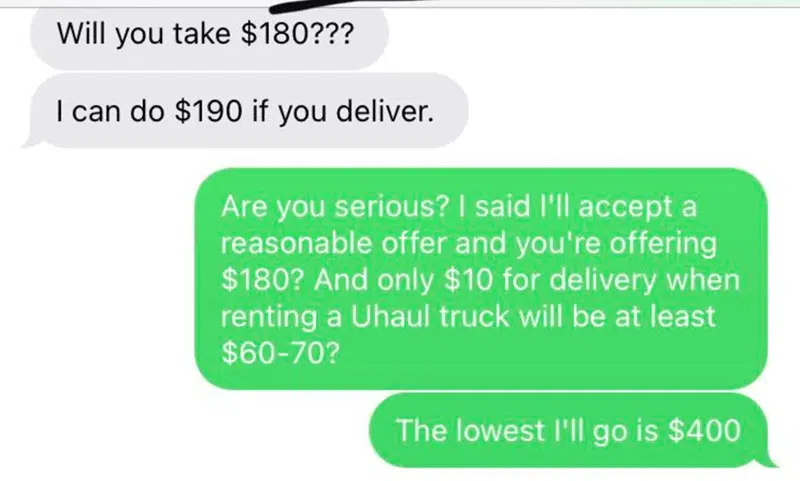 Will you take $180???
I can do $190 if you deliver.
Are you serious? I said I'll accept a
reasonable offer and you're offering
$180? And only $10 for delivery when
renting a Uhaul truck will be at least
$60-70?
The lowest I'll go is $400